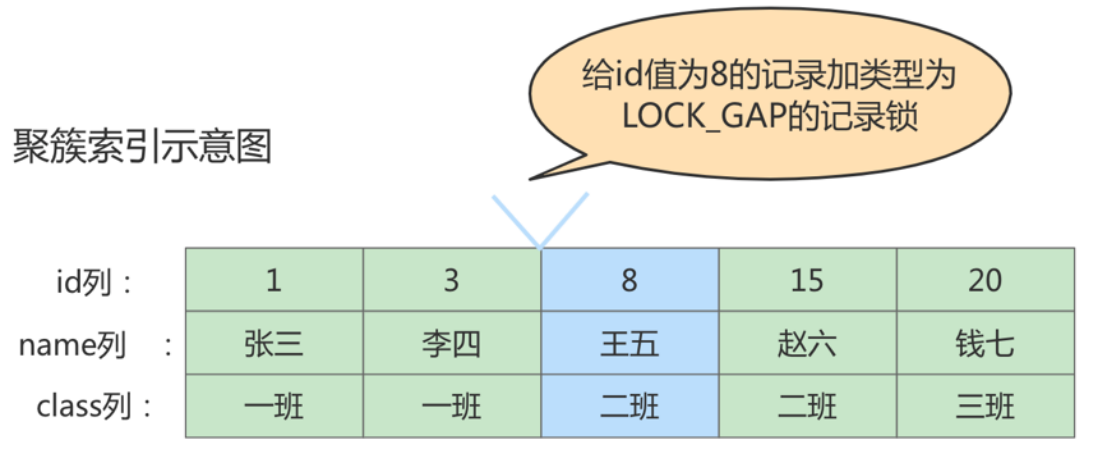 给id值为8的记录加类型为
LOCK_GAP的记录锁
聚簇索引示意图
id列： 1 3 8 15 20
name列 ： 张三 李四 王五 赵六 钱七
class列： 一班 一班 二班 二班 三班